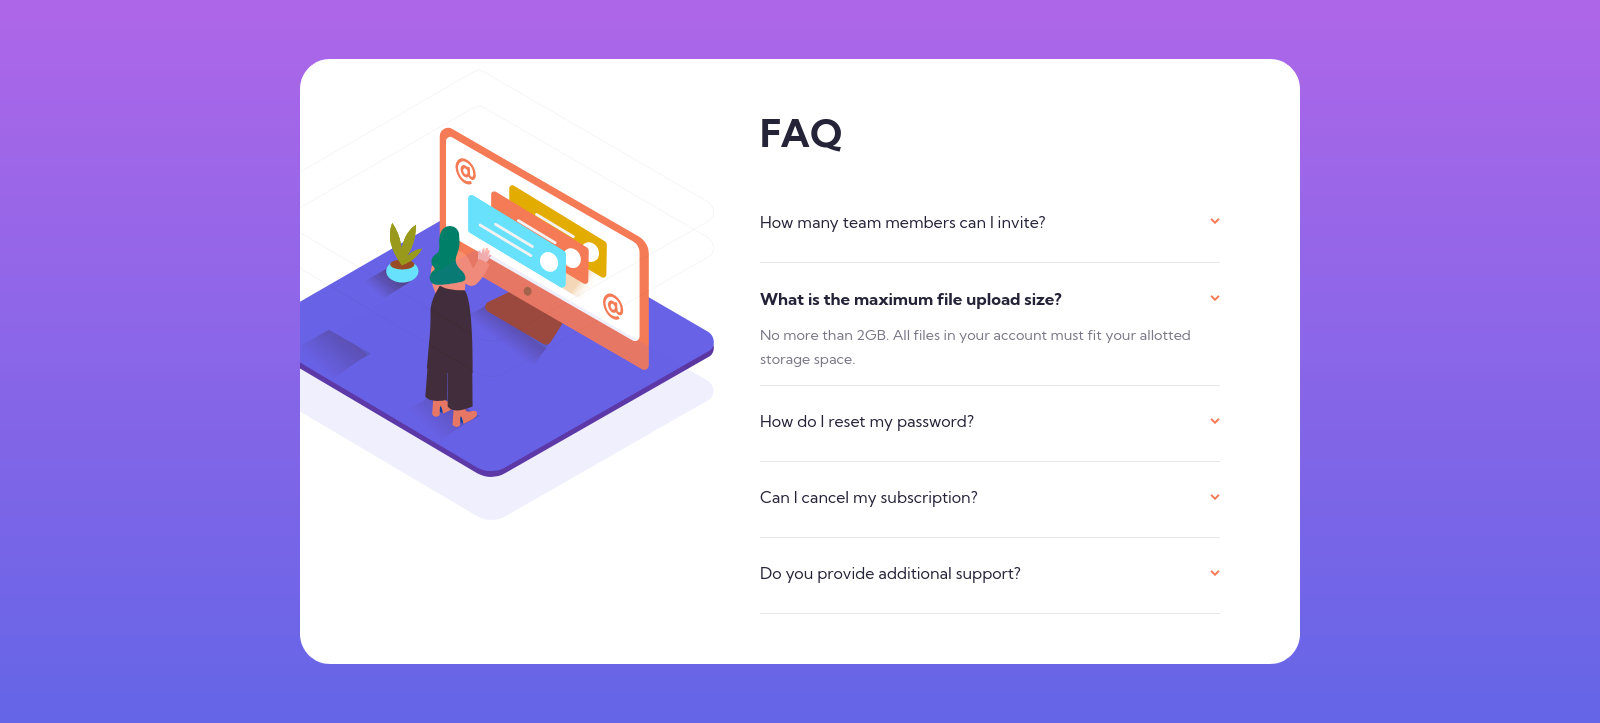 FAQ
@
How many team members can I invite?
What is the maximum file upload size?
@
No more than 2GB. All files in your account must fit your allotted
storage space.
How do I reset my password?
Can I cancel my subscription?
Do you provide additional support?